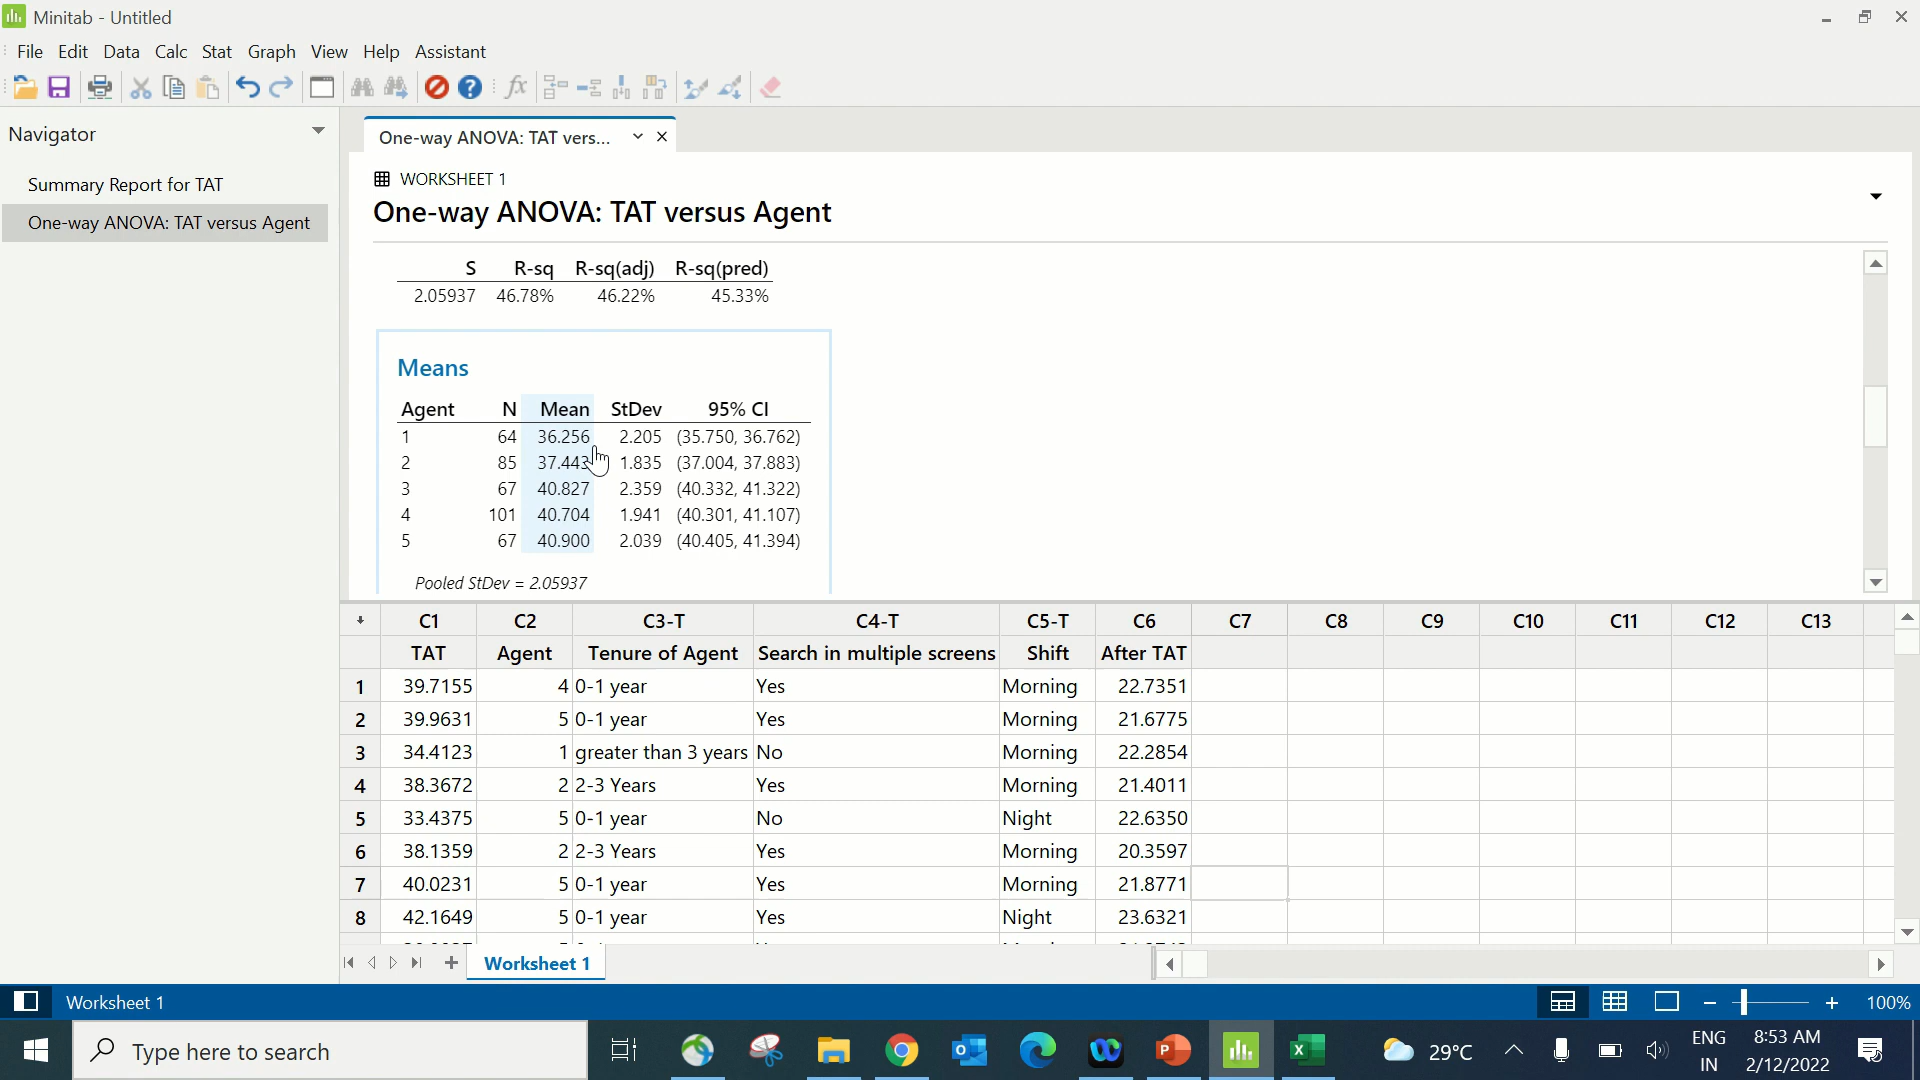 Minitab - Untitled
File Edit Data Calc Stat Graph View Help Assistant
Navigator
Summary Report for TAT
One-way ANOVA: TAT versus Agent
One-way ANOVA: TAT vers...
WORKSHEET 1
One-way ANOVA: TAT versus Agent
S R-sq R-sq(adj) R-sq(pred)
2.05937 46.78% 46.22% 45.33%
Means
Agent N Mean StDev 95% CI
1 64 36.256 2.205 (35.750, 36.762)
2 85 37.443 1.835 (37.004, 37.883)
3 67 40.827 2.359 (40.332, 41.322)
4 101 40.704 1.941 (40.301, 41.107)
5 67 40.900 2.039 (40.405, 41.394)
Pooled StDev = 2.05937
C1 C2 C3-T C4-T C5-T C6 C7 C8 C9 C10 C11 C12 C13
TAT Agent Tenure of Agent Search in multiple screens Shift After TAT
1 39.7155 4 0-1 year Yes Morning 22.7351
2 39.9631 5 0-1 year Yes Morning 21.6775
3 34.4123 1 greater than 3 years No Morning 22.2854
4 38.3672 2 2-3 Years Yes Morning 21.4011
5 33.4375 5 0-1 year No Night 22.6350
6 38.1359 2 2-3 Years Yes Morning 20.3597
7 40.0231 5 0-1 year Yes Morning 21.8771
8 42.1649 5 0-1 year Yes Night 23.6321
Worksheet 1
Worksheet 1
100%
Type here to search
29°C
ENG
IN
8:53 AM
2/12/2022